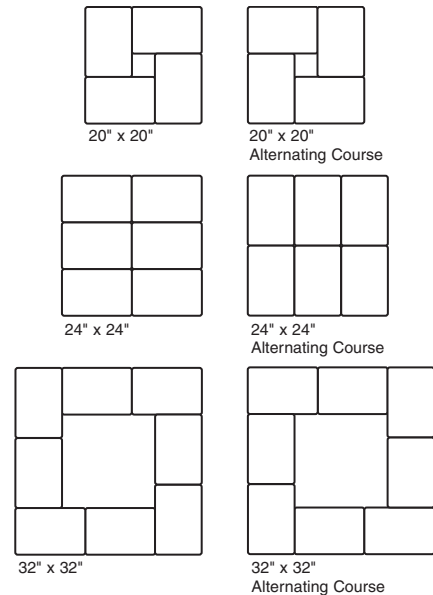 20" x 20"
20" x 20"
Alternating Course
24" x 24"
24" x 24"
Alternating Course
32" x 32"
32" x 32"
Alternating Course